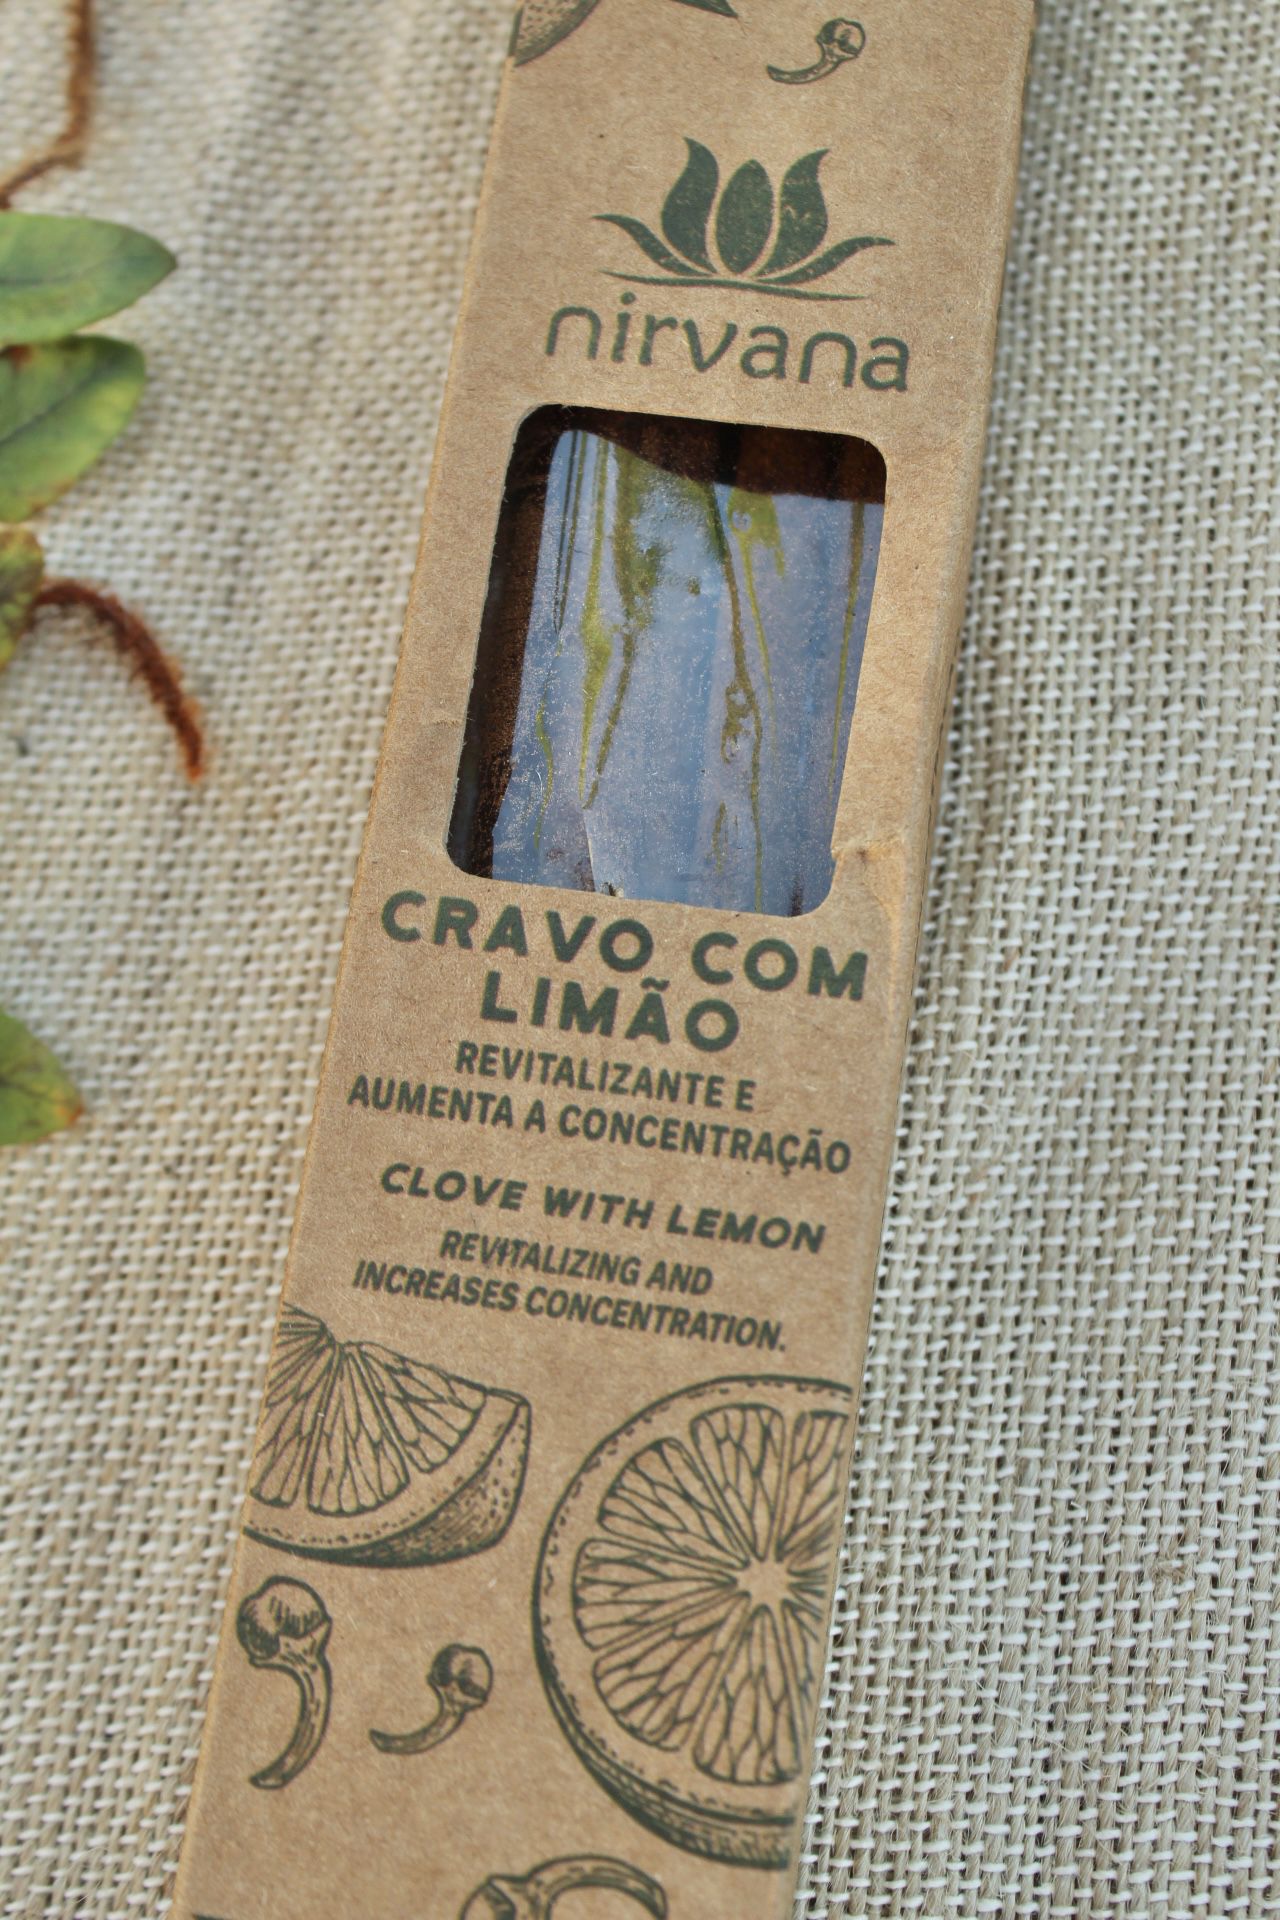 nirvana
CRAVO COM
LIMÃO
REVITALIZANTE E
AUMENTA A CONCENTRAÇÃO
CLOVE WITH LEMON
REVITALIZING AND
INCREASES CONCENTRATION.